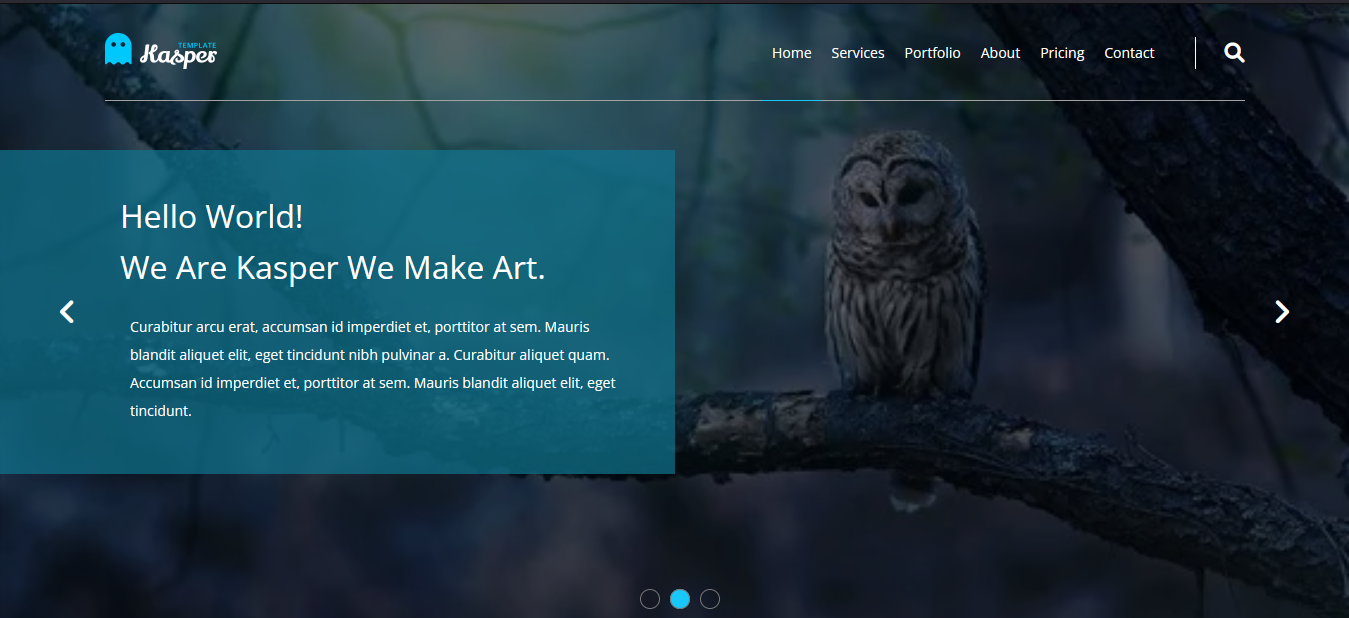 TEMPLATE
Kasper
Home Services Portfolio About Pricing Contact
Hello World!
We Are Kasper We Make Art.
Curabitur arcu erat, accumsan id imperdiet et, porttitor at sem. Mauris
blandit aliquet elit, eget tincidunt nibh pulvinar a. Curabitur aliquet quam.
Accumsan id imperdiet et, porttitor at sem. Mauris blandit aliquet elit, eget
tincidunt.